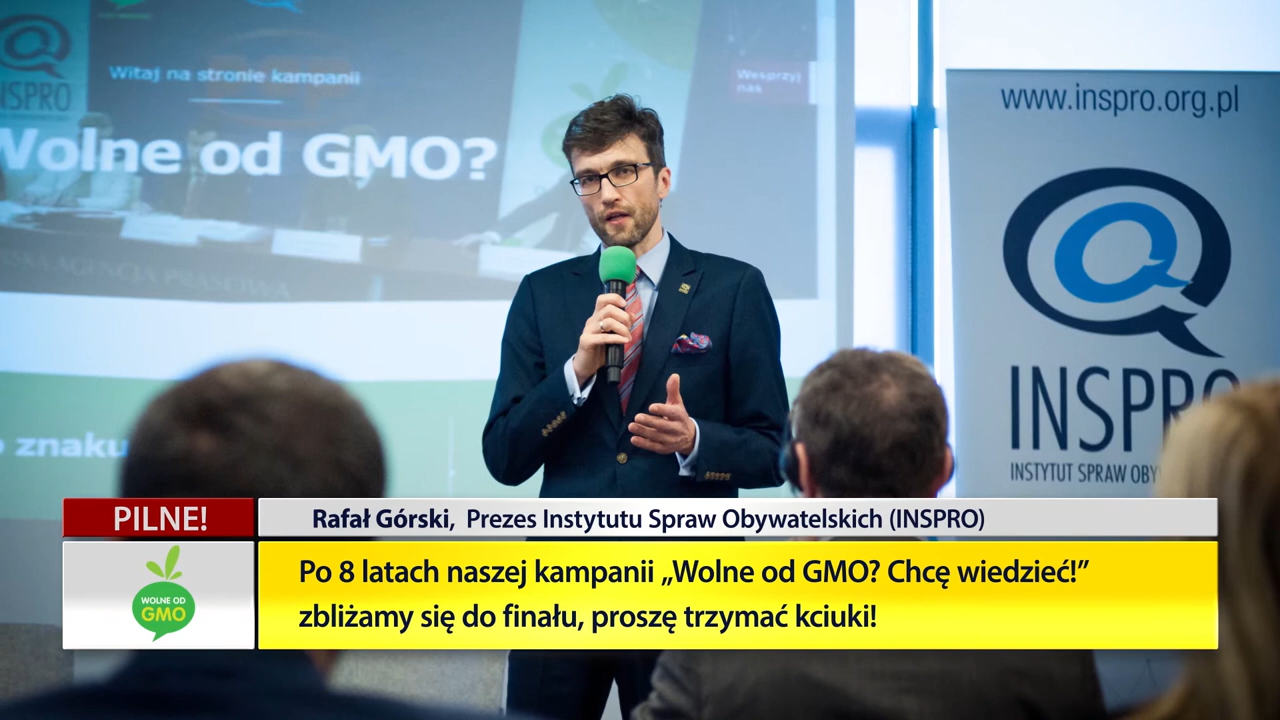 INSPRO
Witaj na stronie kampanii
Wesprzyj
nas
Wolne od GMO?
www.inspro.org.pl
INSPRO
INSTYTUT SPRAW
znaku
PILNE!
Rafał Górski, Prezes Instytutu Spraw Obywatelskich (INSPRO)
WOLNE OD
GMO
Po 8 latach naszej kampanii „Wolne od GMO? Chcę wiedzieć!”
zbliżamy się do finału, proszę trzymać kciuki!